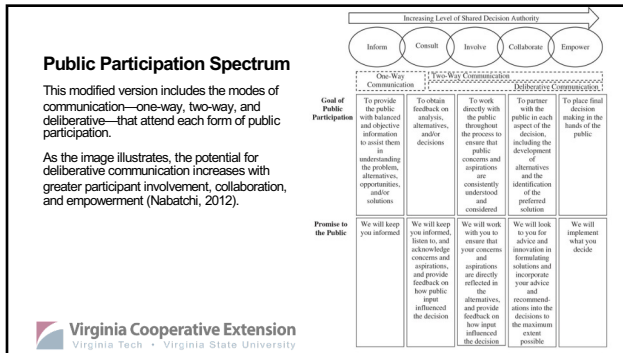 Public Participation Spectrum
This modified version includes the modes of
communication—one-way, two-way, and
deliberative—that attend each form of public
participation.
As the image illustrates, the potential for
deliberative communication increases with
greater participant involvement, collaboration,
and empowerment (Nabatchi, 2012).
Virginia Cooperative Extension
Virginia Tech • Virginia State University
Increasing Level of Shared Decision Authority
Inform
Consult
Involve
Collaborate
Empower
One-Way
Communication
Two-Way Communication
Deliberative Communication
Goal of
Public
Participation
To provide
the public
with balanced
and objective
information
to assist them
in
understanding
the problem,
alternatives,
opportunities,
and/or
solutions
To obtain
feedback on
analysis,
alternatives,
and/or
decisions
To work
directly with
the public
throughout
the process to
ensure that
public
concerns and
aspirations
are
consistently
understood
and
considered
To partner
with the
public in each
aspect of the
decision,
including the
development
of
alternatives
and the
identification
of the
preferred
solution
To place final
decision
making in the
hands of the
public
Promise to
the Public
We will keep
you informed
We will keep
you informed,
listen to, and
acknowledge
concerns and
aspirations,
and provide
feedback on
how public
input
influenced
the decision
We will work
with you to
ensure that
your
concerns
and
aspirations
are directly
reflected in
the
alternatives,
and provide
feedback on
how input
influenced
the decision
We will look
to you for
advice and
innovation in
formulating
solutions and
incorporate
your advice
and
recommend-
ations into the
decisions to
the maximum
extent
possible
We will
implement
what you
decide